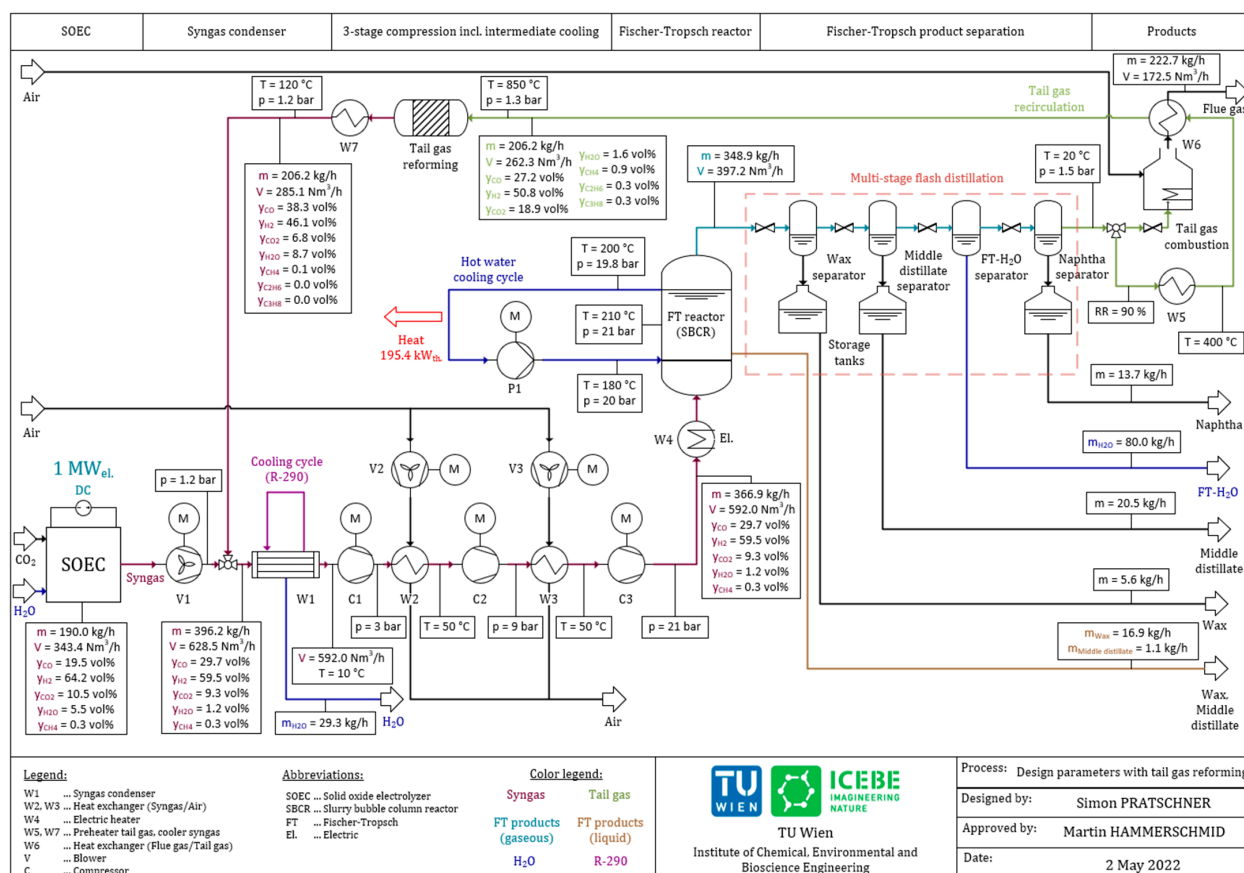 SOEC
Syngas condenser
3-stage compression incl. intermediate cooling
Fischer-Tropsch reactor
Fischer-Tropsch product separation
Products
Air
T = 120 °C
p = 1.2 bar
W7
Tail gas
reforming
T = 850 °C
p = 1.3 bar
Tail gas
recirculation
m = 222.7 kg/h
V = 172.5 Nm³/h
Flue gas
W6
m = 206.2 kg/h
V = 285.1 Nm³/h
yCO = 38.3 vol%
yH2 = 46.1 vol%
yCO2 = 6.8 vol%
yH2O = 8.7 vol%
yCH4 = 0.1 vol%
yC2H6 = 0.0 vol%
yC3H8 = 0.0 vol%
m = 206.2 kg/h
V = 262.3 Nm³/h
yCO = 27.2 vol%
yH2 = 50.8 vol%
yCO2 = 18.9 vol%
yH2O = 1.6 vol%
yCH4 = 0.9 vol%
yC2H6 = 0.3 vol%
yC3H8 = 0.3 vol%
m = 348.9 kg/h
V = 397.2 Nm³/h
Multi-stage flash distillation
T = 20 °C
p = 1.5 bar
Tail gas
combustion
Wax
separator
Middle
distillate
separator
FT-H2O
separator
Naphtha
separator
Storage
tanks
RR = 90 %
W5
T = 400 °C
Hot water
cooling cycle
T = 200 °C
p = 19.8 bar
T = 210 °C
p = 21 bar
FT reactor
(SBCR)
Heat
195.4 kWth.
M
P1
T = 180 °C
p = 20 bar
W4
El.
m = 13.7 kg/h
Naphtha
mH2O = 80.0 kg/h
FT-H2O
m = 20.5 kg/h
Middle
distillate
m = 5.6 kg/h
Wax
mWax = 16.9 kg/h
mMiddle distillate = 1.1 kg/h
Wax,
Middle
distillate
Air
V2
M
V3
M
1 MWel.
DC
p = 1.2 bar
Cooling cycle
(R-290)
CO2
H2O
SOEC
Syngas
M
V1
W1
M
C1
W2
M
C2
W3
M
C3
m = 366.9 kg/h
V = 592.0 Nm³/h
yCO = 29.7 vol%
yH2 = 59.5 vol%
yCO2 = 9.3 vol%
yH2O = 1.2 vol%
yCH4 = 0.3 vol%
m = 190.0 kg/h
V = 343.4 Nm³/h
yCO = 19.5 vol%
yH2 = 64.2 vol%
yCO2 = 10.5 vol%
yH2O = 5.5 vol%
yCH4 = 0.3 vol%
m = 396.2 kg/h
V = 628.5 Nm³/h
yCO = 29.7 vol%
yH2 = 59.5 vol%
yCO2 = 9.3 vol%
yH2O = 1.2 vol%
yCH4 = 0.3 vol%
V = 592.0 Nm³/h
T = 10 °C
p = 3 bar
T = 50 °C
p = 9 bar
T = 50 °C
p = 21 bar
mH2O = 29.3 kg/h
H2O
Air
Legend:
W1 ... Syngas condenser
W2, W3 ... Heat exchanger (Syngas/Air)
W4 ... Electric heater
W5, W7 ... Preheater tail gas, cooler syngas
W6 ... Heat exchanger (Flue gas/Tail gas)
V ... Blower
C ... Compressor
Abbreviations:
SOEC ... Solid oxide electrolyzer
SBCR ... Slurry bubble column reactor
FT ... Fischer-Tropsch
El. ... Electric
Color legend:
Syngas
Tail gas
FT products
(gaseous)
FT products
(liquid)
H2O
R-290
TU
WIEN
ICEBE
IMAGINEERING
NATURE
TU Wien
Institute of Chemical, Environmental and
Bioscience Engineering
Process: Design parameters with tail gas reforming
Designed by: Simon PRATSCHNER
Approved by: Martin HAMMERSCHMID
Date: 2 May 2022